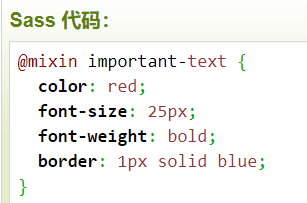 Sass 代码：
@mixin important-text {
  color: red;
  font-size: 25px;
  font-weight: bold;
  border: 1px solid blue;
}